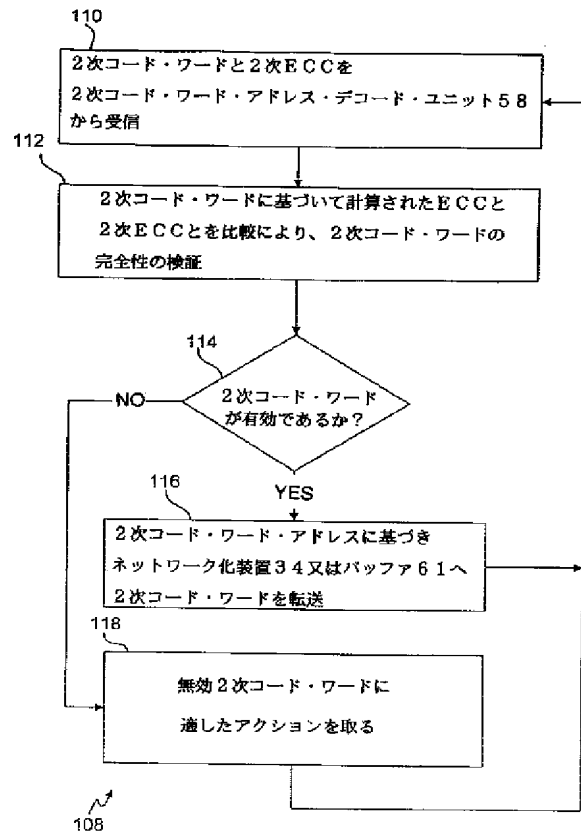 110
2次コード・ワードと2次ECCを
2次コード・ワード・アドレス・デコード・ユニット58
から受信
112
2次コード・ワードに基づいて計算されたECCと
2次ECCとを比較により、2次コード・ワードの
完全性の検証
114
2次コード・ワード
が有効であるか?
NO
YES
116
2次コード・ワード・アドレスに基づき
ネットワーク化装置34又はバッファ61へ
2次コード・ワードを転送
118
無効2次コード・ワードに
適したアクションを取る
108